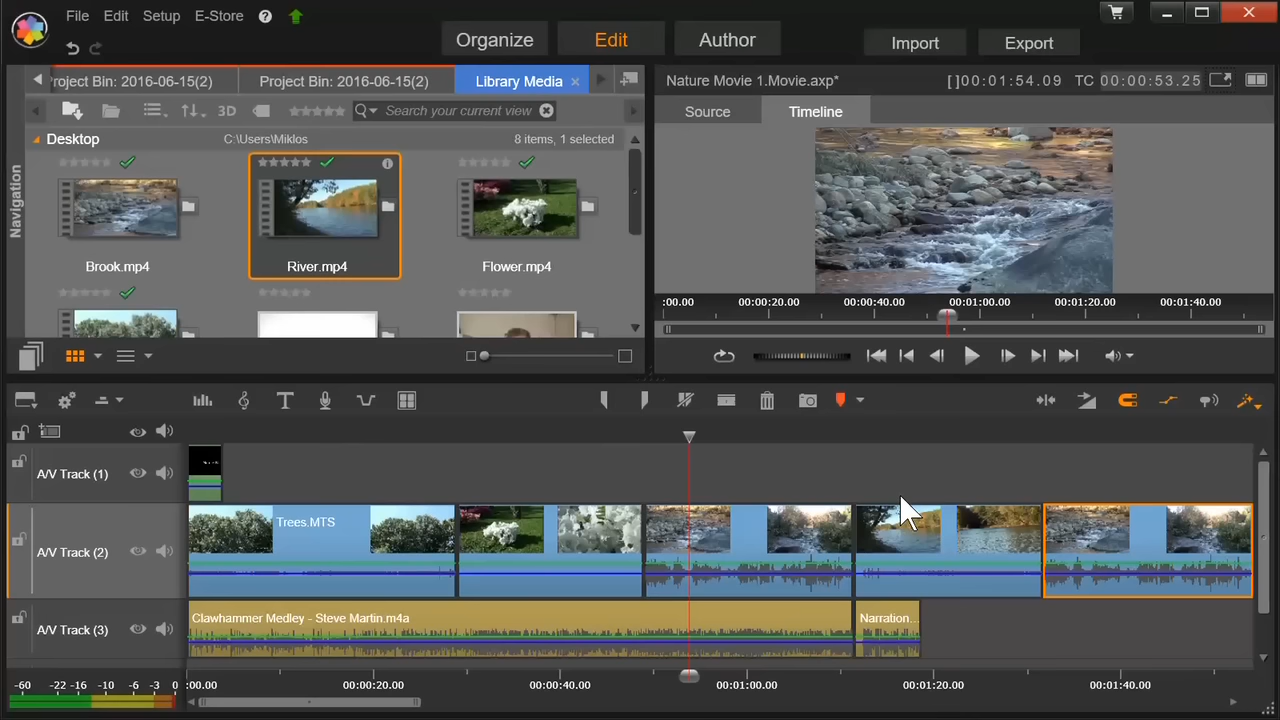 File Edit Setup E-Store ?
Organize Edit Author Import Export
roject Bin: 2016-06-15(2) Project Bin: 2016-06-15(2) Library Media ×
Nature Movie 1.Movie.axp* []00:01:54.09 TC 00:00:53.25
3D Search your current view
Source Timeline
Desktop C:\Users\Miklos 8 items, 1 selected
Navigation
Brook.mp4 River.mp4 Flower.mp4
:00.00 00:00:20.00 00:00:40.00 00:01:00.00 00:01:20.00 00:01:40.00
A/V Track (1)
Trees.MTS
A/V Track (2)
Clawhammer Medley - Steve Martin.m4a Narration...
A/V Track (3)
-60 -22 -16 -10 -6 -3 0 :00.00 00:00:20.00 00:00:40.00 00:01:00.00 00:01:20.00 00:01:40.00